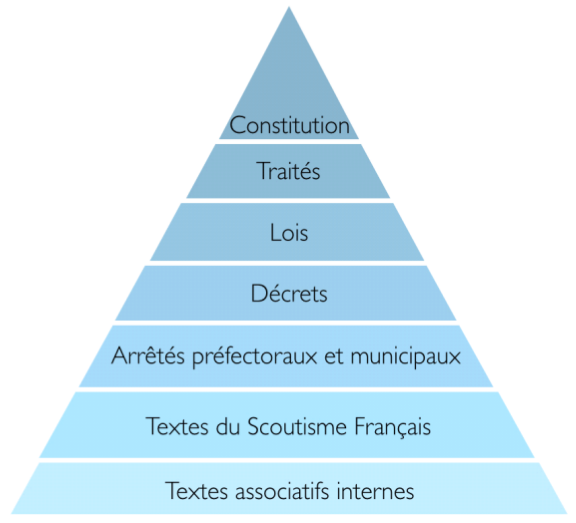 Constitution
Traités
Lois
Décrets
Arrêtés préfectoraux et municipaux
Textes du Scoutisme Français
Textes associatifs internes